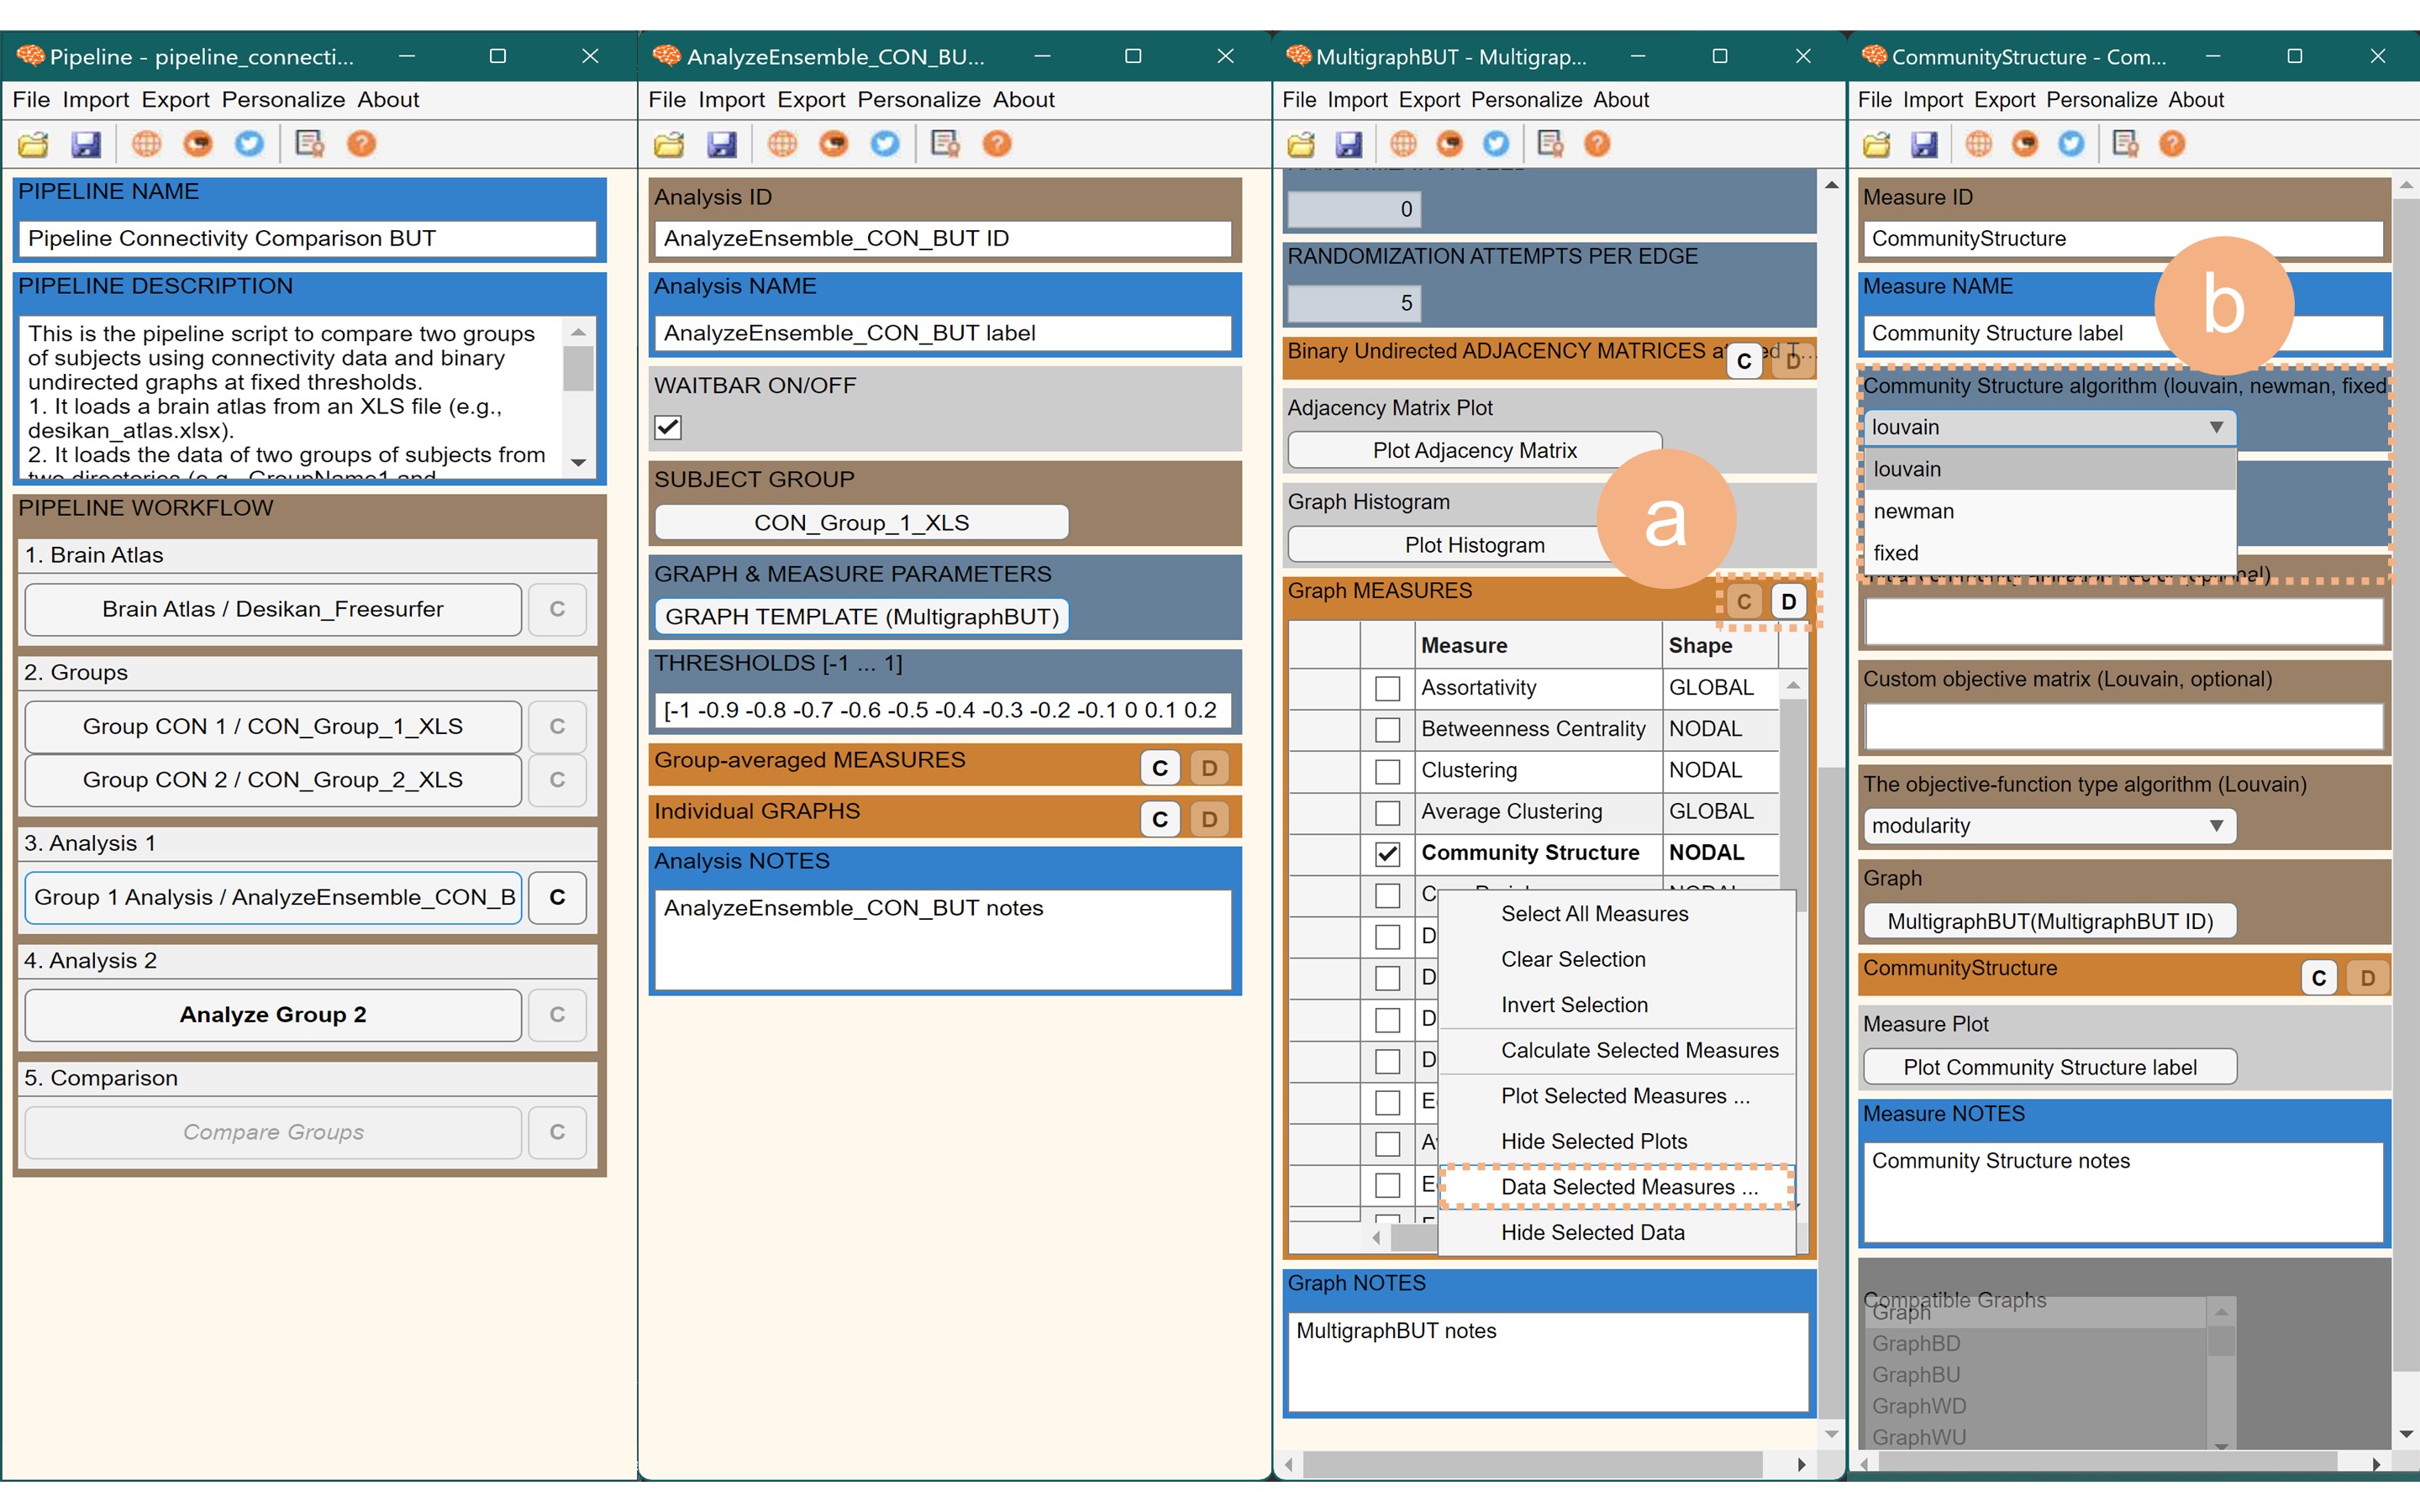 Pipeline - pipeline_connecti...
File Import Export Personalize About
PIPELINE NAME
Pipeline Connectivity Comparison BUT
PIPELINE DESCRIPTION
This is the pipeline script to compare two groups
of subjects using connectivity data and binary
undirected graphs at fixed thresholds.
1. It loads a brain atlas from an XLS file (e.g.,
desikan_atlas.xlsx).
2. It loads the data of two groups of subjects from
two directories (e.g., GroupName1 and
PIPELINE WORKFLOW
1. Brain Atlas
Brain Atlas / Desikan_Freesurfer C
2. Groups
Group CON 1 / CON_Group_1_XLS C
Group CON 2 / CON_Group_2_XLS C
3. Analysis 1
Group 1 Analysis / AnalyzeEnsemble_CON_B C
4. Analysis 2
Analyze Group 2 C
5. Comparison
Compare Groups C
AnalyzeEnsemble_CON_BU...
File Import Export Personalize About
Analysis ID
AnalyzeEnsemble_CON_BUT ID
Analysis NAME
AnalyzeEnsemble_CON_BUT label
WAITBAR ON/OFF
SUBJECT GROUP
CON_Group_1_XLS
GRAPH & MEASURE PARAMETERS
GRAPH TEMPLATE (MultigraphBUT)
THRESHOLDS [-1 ... 1]
[-1 -0.9 -0.8 -0.7 -0.6 -0.5 -0.4 -0.3 -0.2 -0.1 0 0.1 0.2
Group-averaged MEASURES C D
Individual GRAPHS C D
Analysis NOTES
AnalyzeEnsemble_CON_BUT notes
MultigraphBUT - Multigrap...
File Import Export Personalize About
0
RANDOMIZATION ATTEMPTS PER EDGE
5
Binary Undirected ADJACENCY MATRICES C D
Adjacency Matrix Plot
Plot Adjacency Matrix
Graph Histogram
Plot Histogram
a
Graph MEASURES C D
Measure Shape
Assortativity GLOBAL
Betweenness Centrality NODAL
Clustering NODAL
Average Clustering GLOBAL
Community Structure NODAL
C
D
D
D
D
E
A
E
Select All Measures
Clear Selection
Invert Selection
Calculate Selected Measures
Plot Selected Measures ...
Hide Selected Plots
Data Selected Measures ...
Hide Selected Data
Graph NOTES
MultigraphBUT notes
CommunityStructure - Com...
File Import Export Personalize About
Measure ID
CommunityStructure
b
Measure NAME
Community Structure label
Community Structure algorithm (louvain, newman, fixed
louvain
louvain
newman
fixed
Custom objective matrix (Louvain, optional)
The objective-function type algorithm (Louvain)
modularity
Graph
MultigraphBUT(MultigraphBUT ID)
CommunityStructure C D
Measure Plot
Plot Community Structure label
Measure NOTES
Community Structure notes
Compatible Graphs
Graph
GraphBD
GraphBU
GraphWD
GraphWU